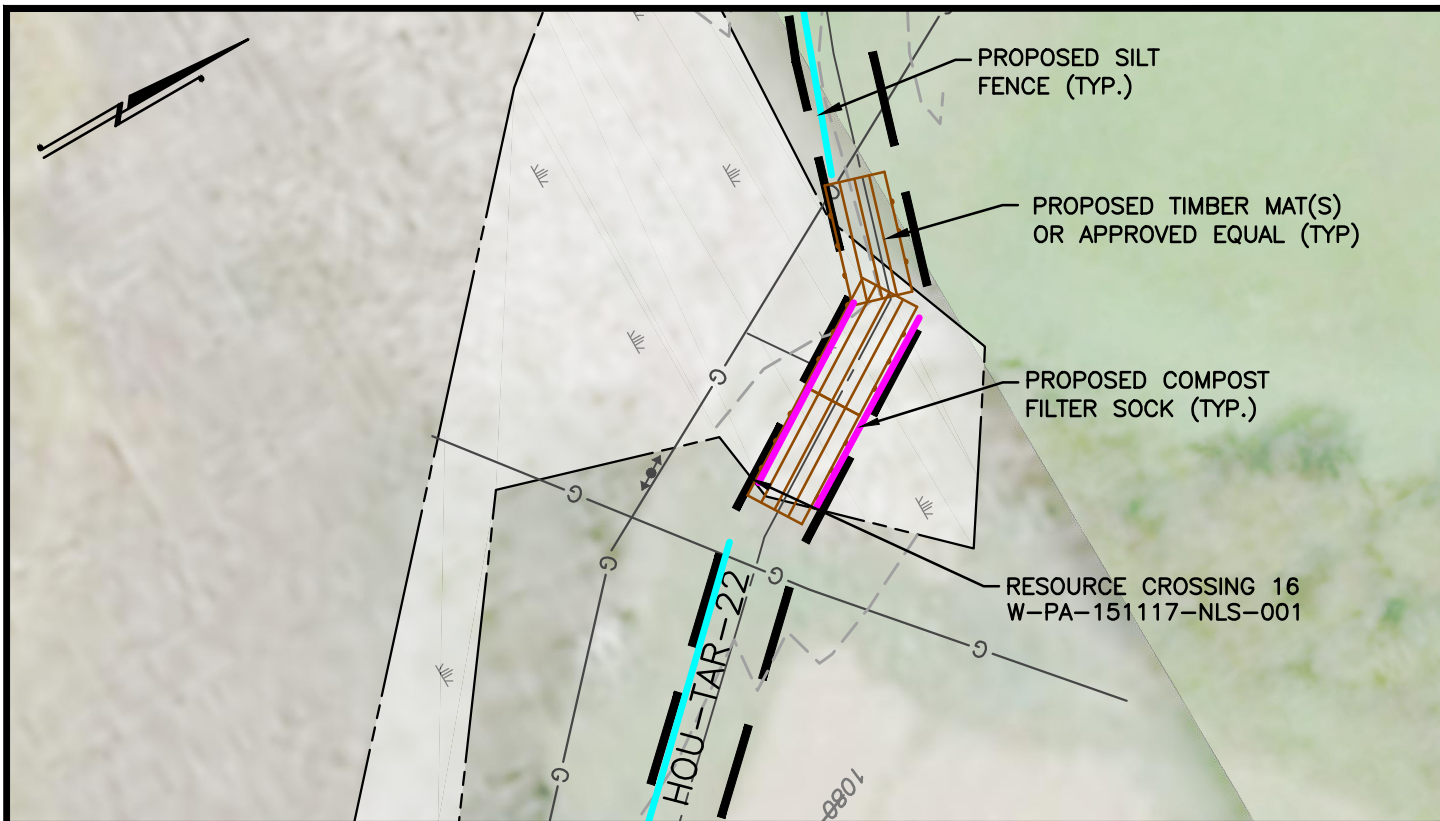 PROPOSED SILT
FENCE (TYP.)
PROPOSED TIMBER MAT(S)
OR APPROVED EQUAL (TYP)
G
PROPOSED COMPOST
FILTER SOCK (TYP.)
G
G
G
RESOURCE CROSSING 16
W-PA-151117-NLS-001
G
HOU-TAR-22
G
1080